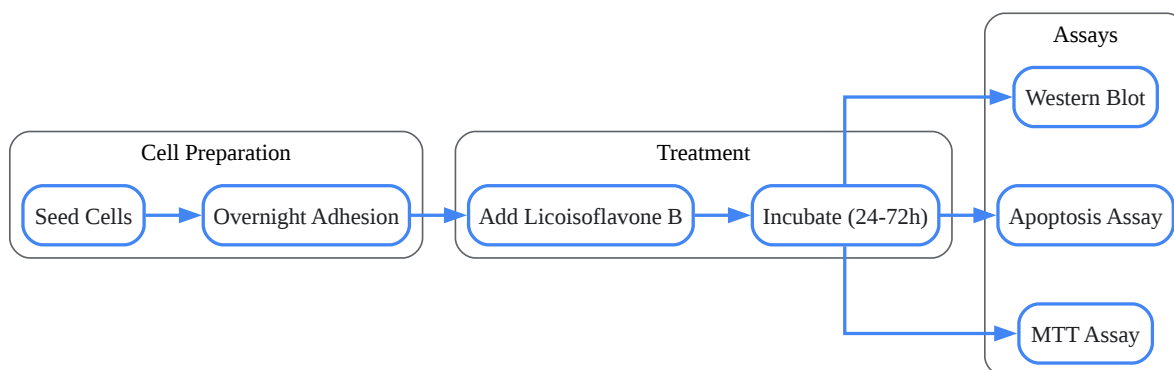 Cell Preparation
Seed Cells
Overnight Adhesion
Treatment
Add Licoisoflavone B
Incubate (24-72h)
Assays
Western Blot
Apoptosis Assay
MTT Assay